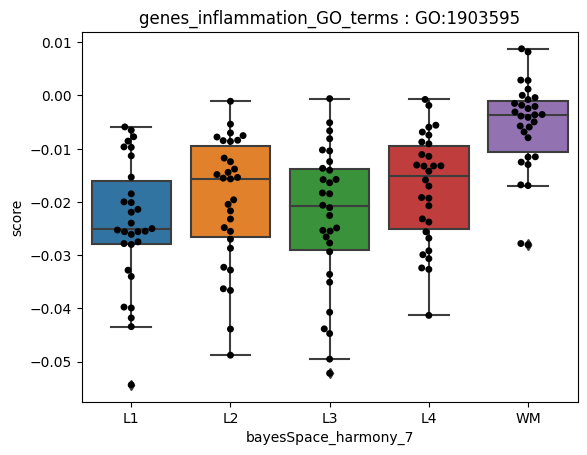 genes_inflammation_GO_terms : GO:1903595
0.01
0.00
−0.01
−0.02
−0.03
−0.04
−0.05
score
L1 L2 L3 L4 WM
bayesSpace_harmony_7